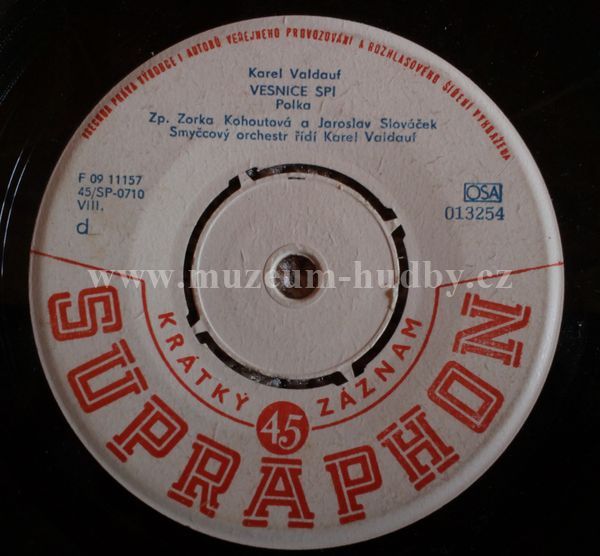 VŠECHNA PRÁVA VÝROBCE I AUTORŮ VEŘEJNÉHO PROVOZOVÁNÍ A ROZHLASOVÉHO ŠÍŘENÍ VYHRAŽENA
Karel Valdauf
VESNICE SPÍ
Polka
Zp. Zorka Kohoutová a Jaroslav Slováček
Smyčcový orchestr řídí Karel Valdauf
F 09 11157
45/SP-0710
VIII.
d
OSA
013254
www.muzeum-hudby.cz
KRÁTKÝ 45 ZÁZNAM
SUPRAPHON